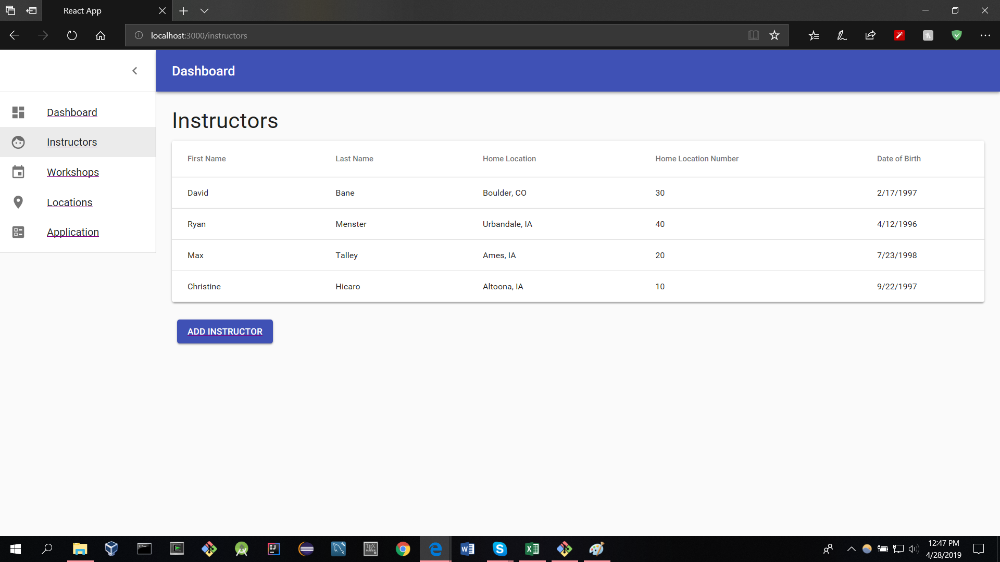 React App
localhost:3000/instructors
Dashboard
Dashboard
Instructors
Workshops
Locations
Application
Instructors
First Name Last Name Home Location Home Location Number Date of Birth
David Bane Boulder, CO 30 2/17/1997
Ryan Menster Urbandale, IA 40 4/12/1996
Max Talley Ames, IA 20 7/23/1998
Christine Hicaro Altoona, IA 10 9/22/1997
ADD INSTRUCTOR
12:47 PM
4/28/2019